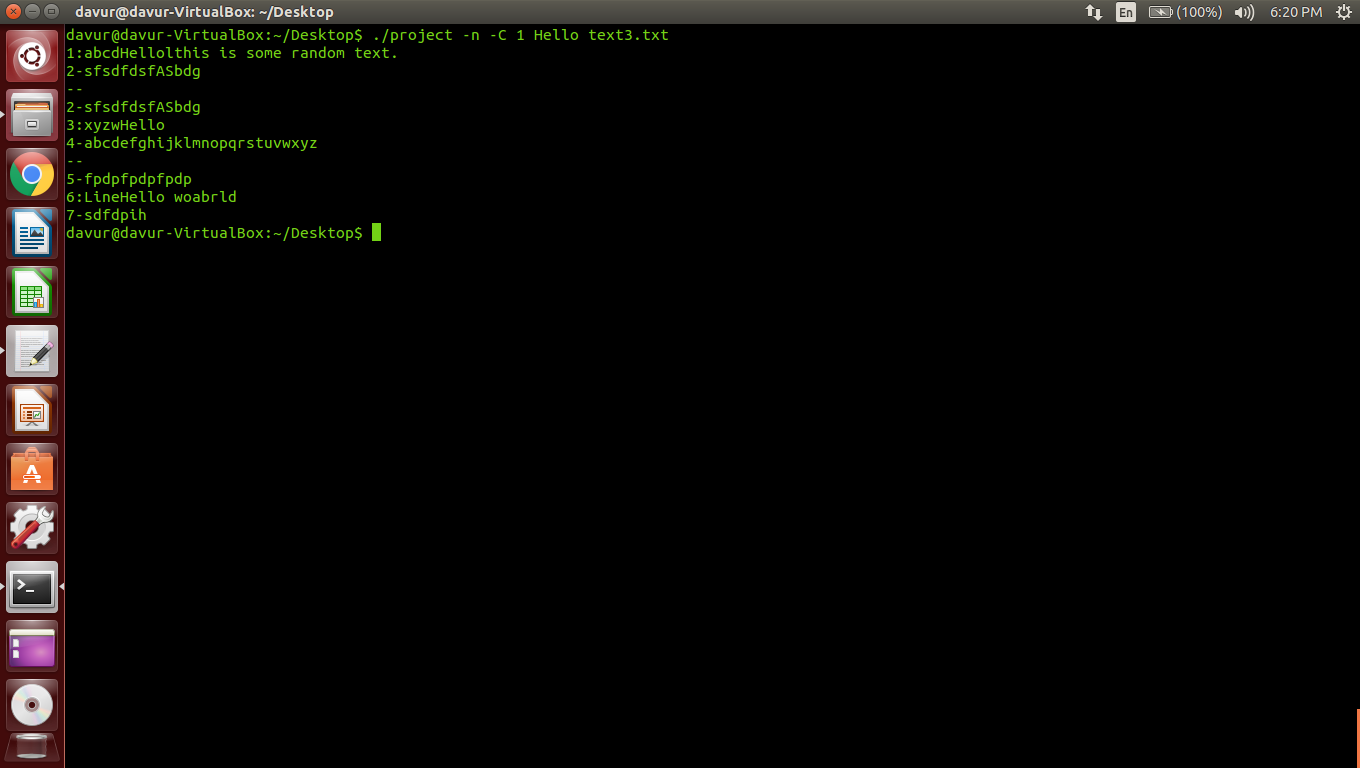 davur@davur-VirtualBox: ~/Desktop
En
(100%)
6:20 PM
davur@davur-VirtualBox:~/Desktop$ ./project -n -C 1 Hello text3.txt
1:abcdHellolthis is some random text.
2-sfsdfdsfASbdg
--
2-sfsdfdsfASbdg
3:xyzwHello
4-abcdefghijklmnopqrstuvwxyz
--
5-fpdpfpdpfpdp
6:LineHello woabrld
7-sdfdpih
davur@davur-VirtualBox:~/Desktop$